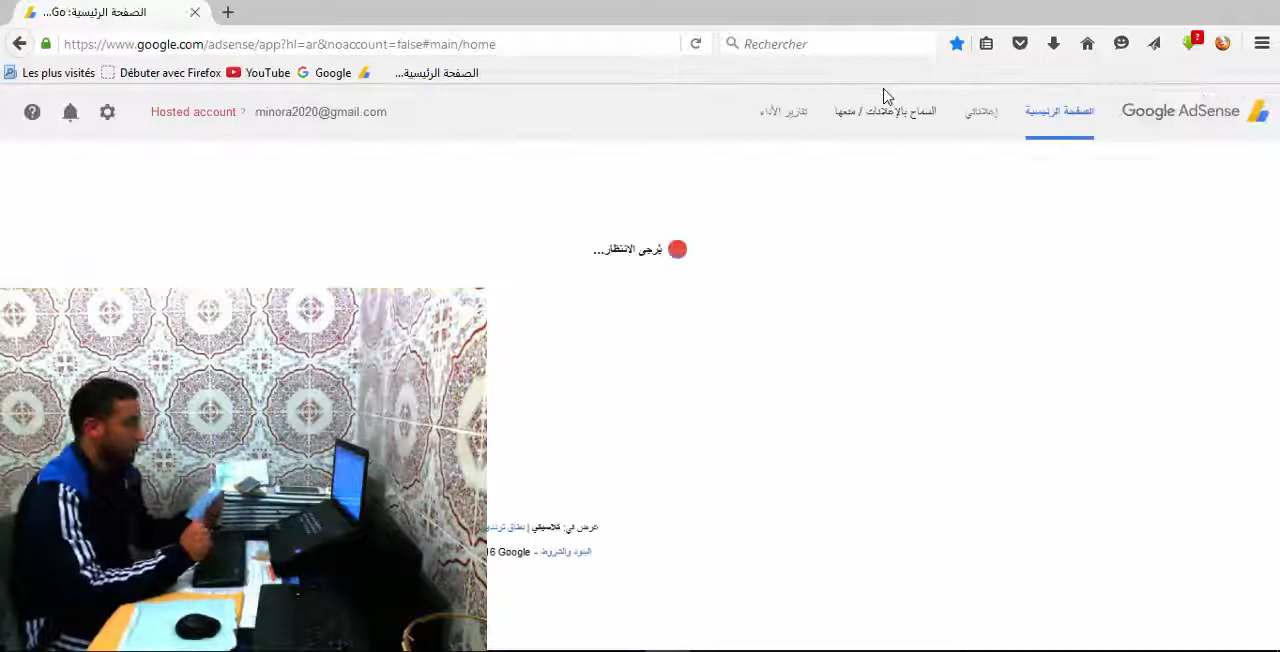 الصفحة الرئيسية: Go...
https://www.google.com/adsense/app?hl=ar&noaccount=false#main/home
Rechercher
Les plus visités
Débuter avec Firefox
YouTube
Google
الصفحة الرئيسية...
Hosted account ?
minora2020@gmail.com
تقارير الأداء
السماح بالإعلانات / منعها
إعلاناتي
الصفحة الرئيسية
Google AdSense
يُرجى الانتظار...
عرض في: كلاسيكي | نطاق ترندي
16 Google - البنود والشروط